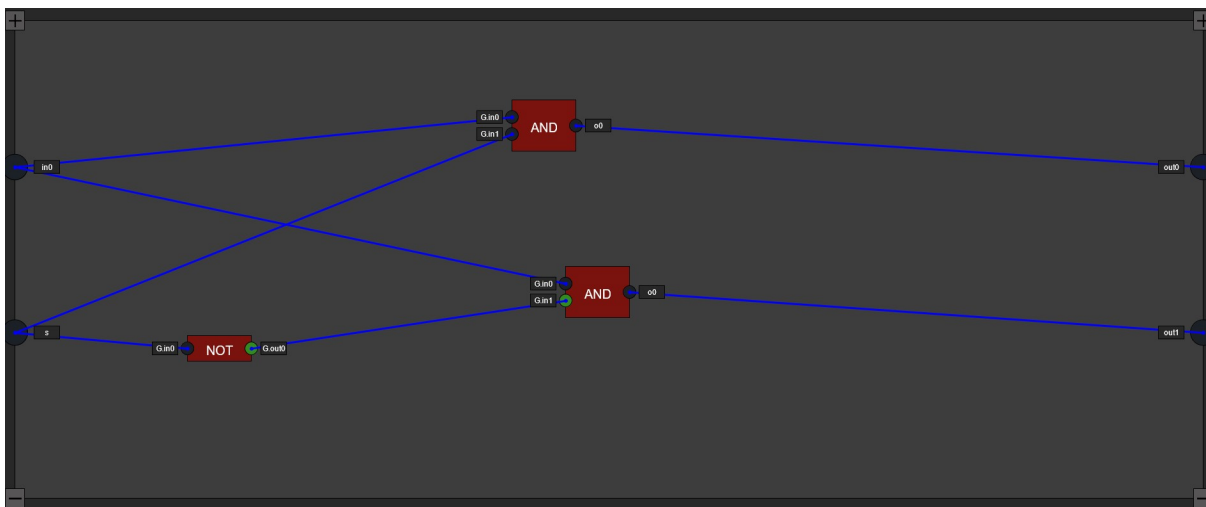 + +
G.in0
AND o0
G.in1
in0 out0
G.in0
AND o0
G.in1
s out1
G.in0 NOT G.out0
− −